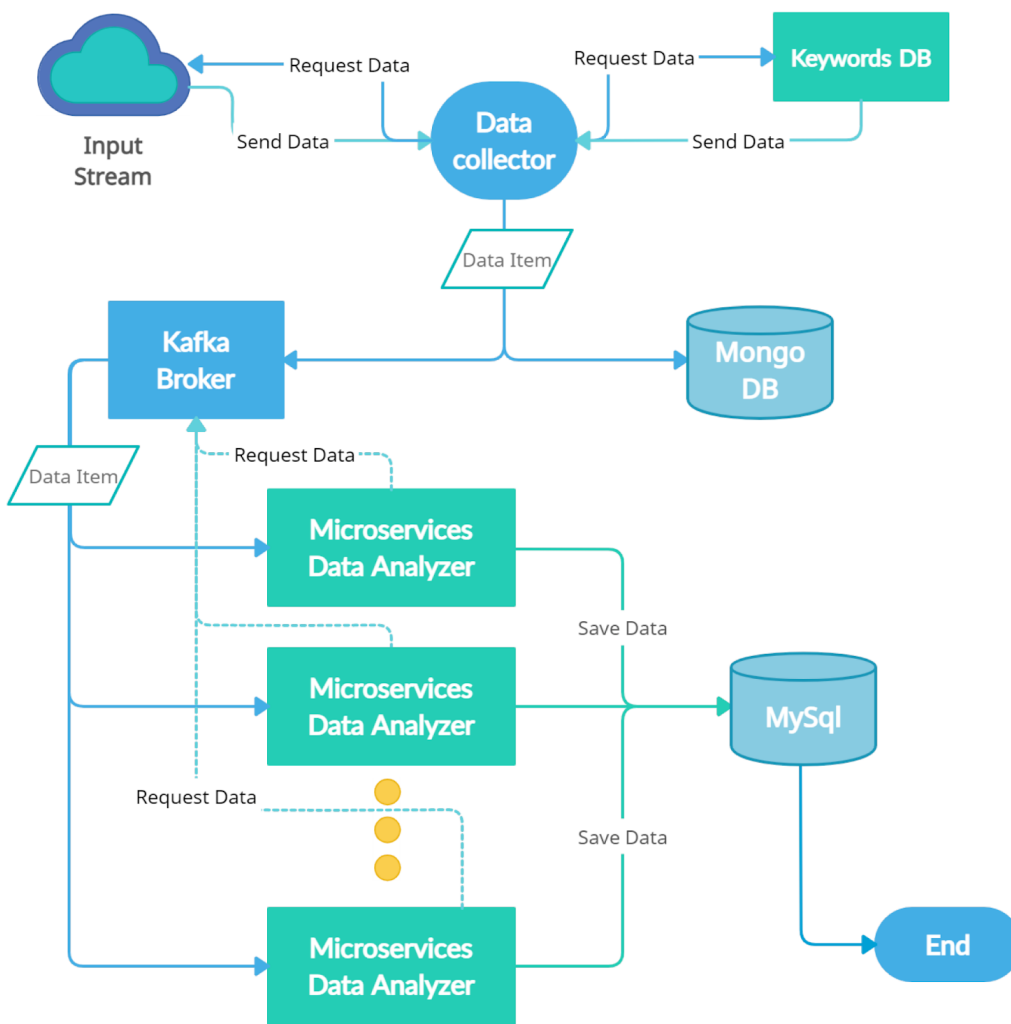 Request Data
Request Data
Keywords DB
Data
collector
Input
Stream
Send Data
Send Data
Data Item
Kafka
Broker
Mongo
DB
Request Data
Data Item
Microservices
Data Analyzer
Save Data
Microservices
Data Analyzer
MySql
Request Data
Save Data
Microservices
Data Analyzer
End